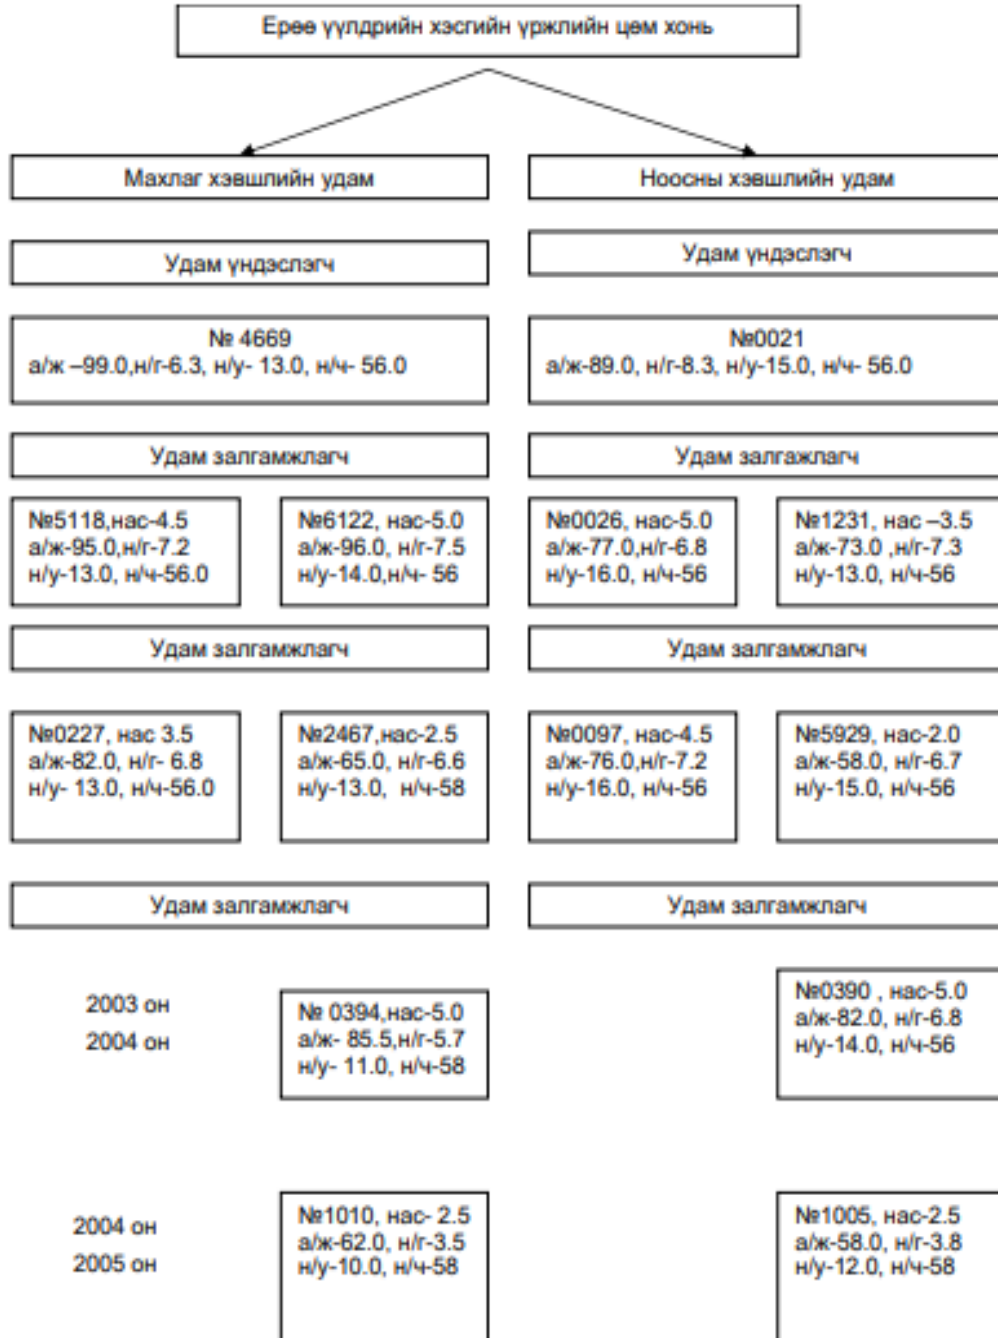 Ерөө үүлдрийн хэсгийн үржлийн цөм хонь
Махлаг хэвшлийн удам
Ноосны хэвшлийн удам
Удам үндэслэгч
Удам үндэслэгч
№ 4669
а/ж –99.0,н/г-6.3, н/у- 13.0, н/ч- 56.0
№0021
а/ж-89.0, н/г-8.3, н/у-15.0, н/ч- 56.0
Удам залгамжлагч
Удам залгажлагч
№5118,нас-4.5
а/ж-95.0,н/г-7.2
н/у-13.0, н/ч-56.0
№6122, нас-5.0
а/ж-96.0, н/г-7.5
н/у-14.0,н/ч- 56
№0026, нас-5.0
а/ж-77.0,н/г-6.8
н/у-16.0, н/ч-56
№1231, нас –3.5
а/ж-73.0 ,н/г-7.3
н/у-13.0, н/ч-56
Удам залгамжлагч
Удам залгамжлагч
№0227, нас 3.5
а/ж-82.0, н/г- 6.8
н/у- 13.0, н/ч-56.0
№2467,нас-2.5
а/ж-65.0, н/г-6.6
н/у-13.0, н/ч-58
№0097, нас-4.5
а/ж-76.0,н/г-7.2
н/у-16.0, н/ч-56
№5929, нас-2.0
а/ж-58.0, н/г-6.7
н/у-15.0, н/ч-56
Удам залгамжлагч
Удам залгамжлагч
2003 он
2004 он
№ 0394,нас-5.0
а/ж- 85.5,н/г-5.7
н/у- 11.0, н/ч-58
№0390 , нас-5.0
а/ж-82.0, н/г-6.8
н/у-14.0, н/ч-56
2004 он
2005 он
№1010, нас- 2.5
а/ж-62.0, н/г-3.5
н/у-10.0, н/ч-58
№1005, нас-2.5
а/ж-58.0, н/г-3.8
н/у-12.0, н/ч-58